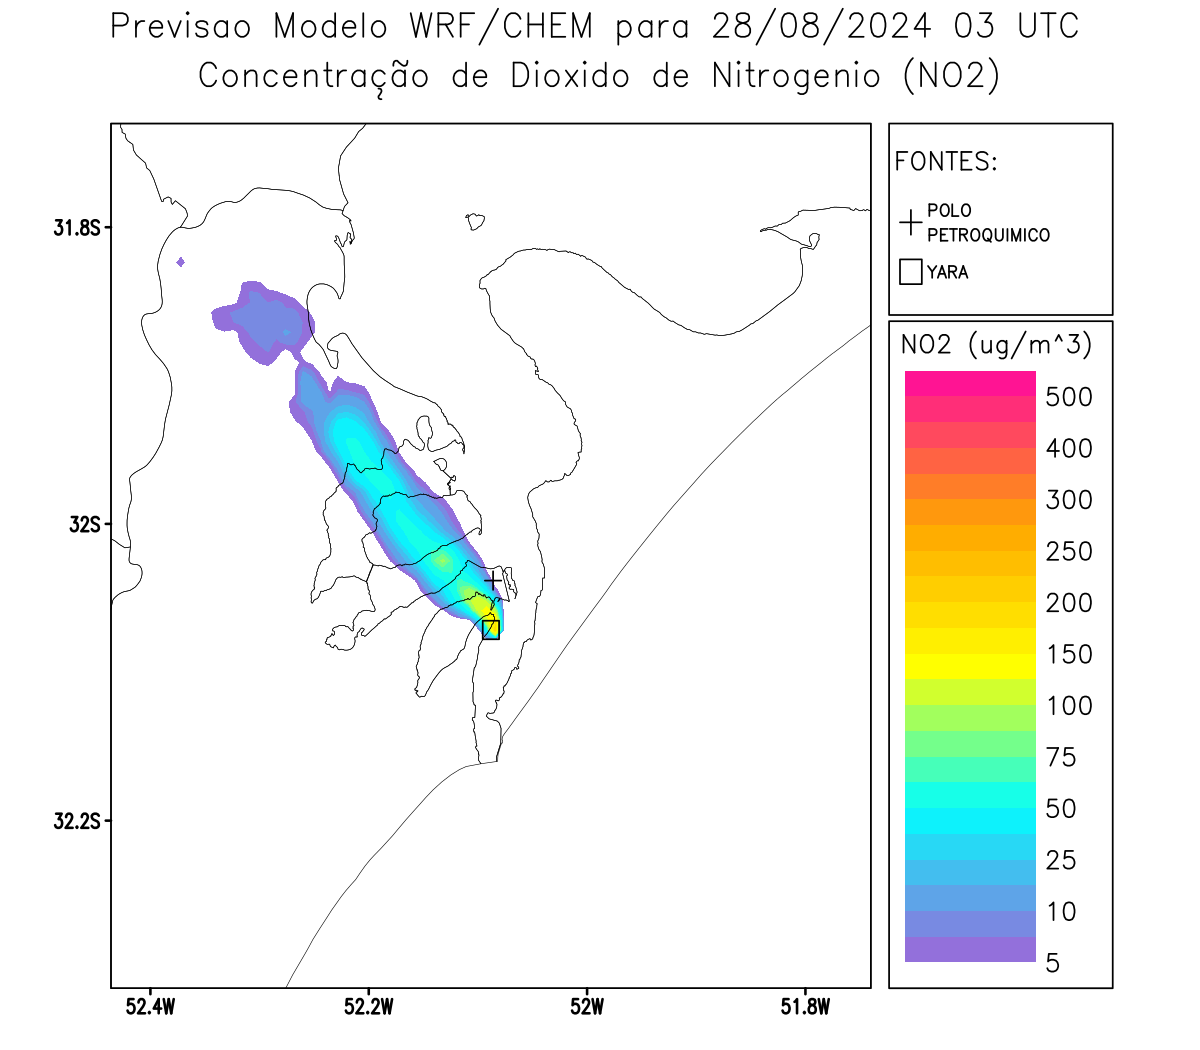 Previsao Modelo WRF/CHEM para 28/08/2024 03 UTC
Concentração de Dioxido de Nitrogenio (NO2)
FONTES:
POLO
PETROQUIMICO
YARA
NO2 (ug/m^3)
500
400
300
250
200
150
100
75
50
25
10
5
31.8S
32S
32.2S
52.4W
52.2W
52W
51.8W